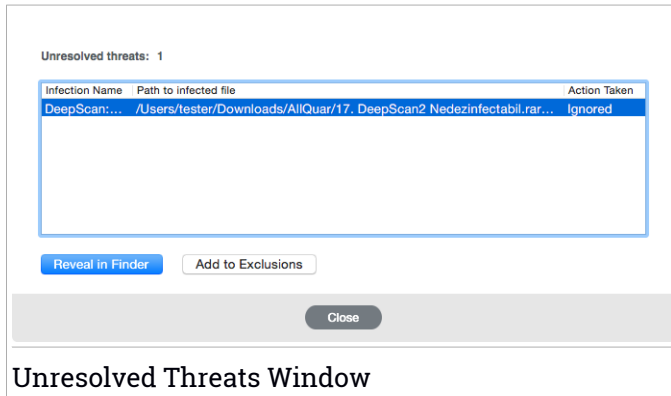 Unresolved threats: 1
Infection Name Path to infected file Action Taken
DeepScan:... /Users/tester/Downloads/AllQuar/17. DeepScan2 Nedezinfectabil.rar... Ignored
Reveal in Finder Add to Exclusions
Close
Unresolved Threats Window